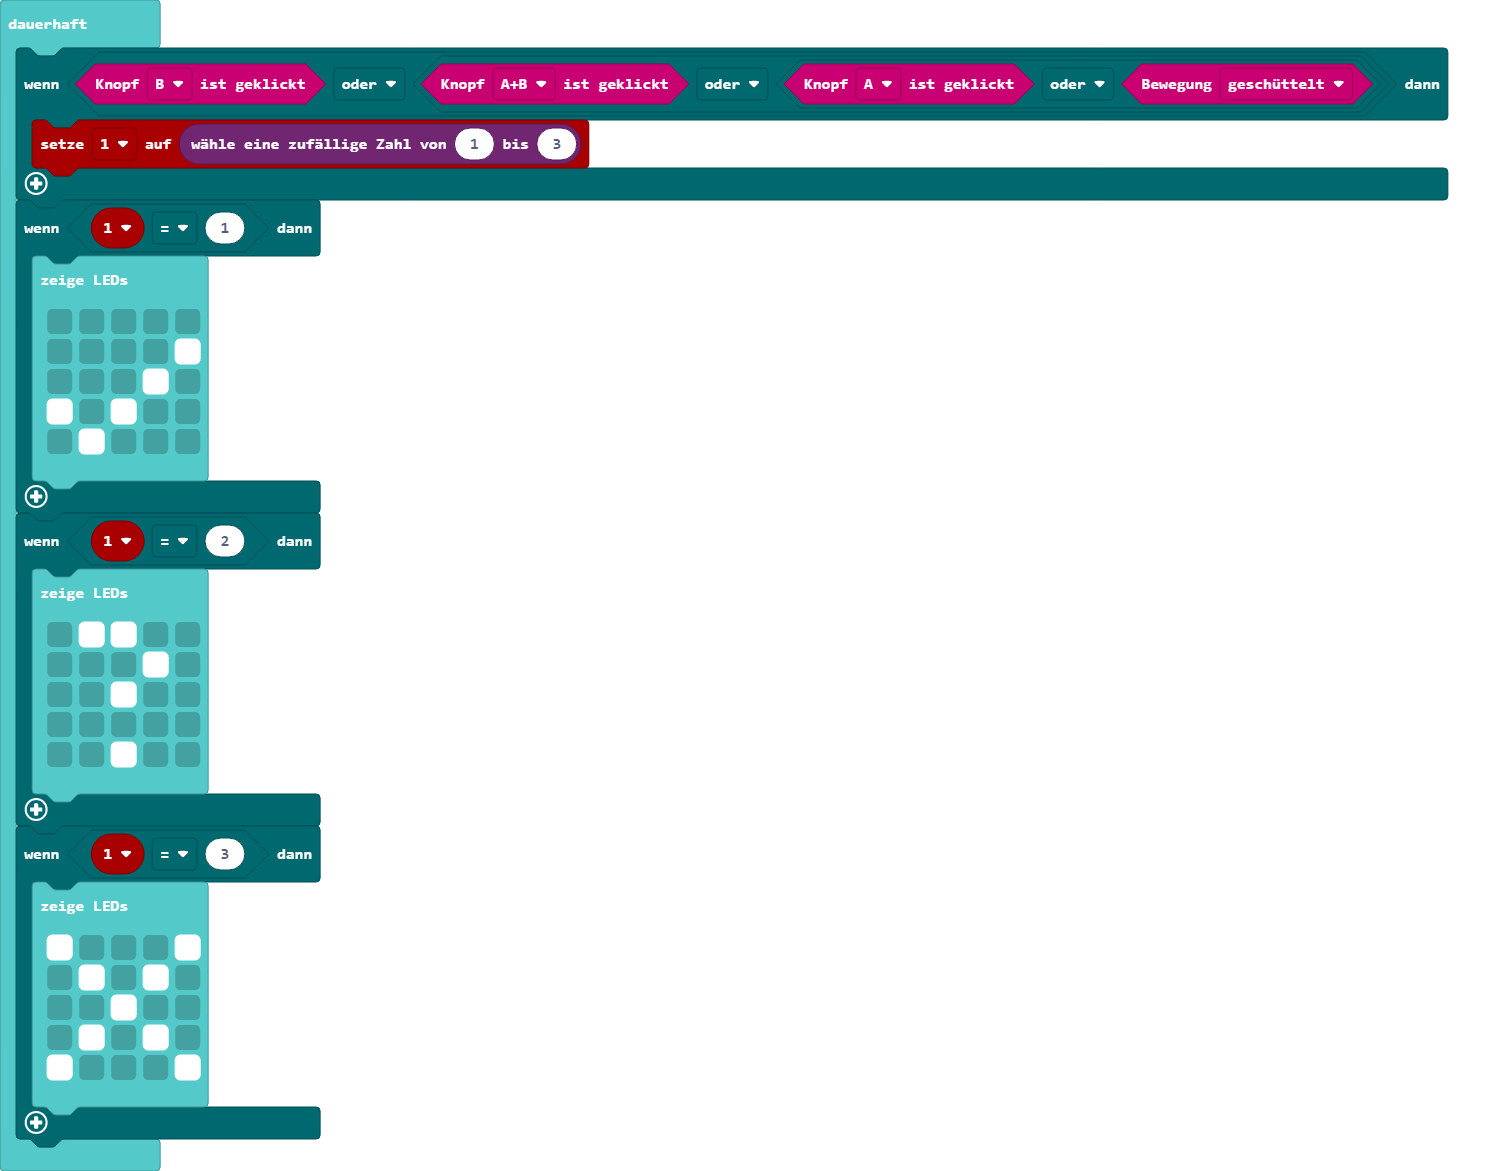 dauerhaft
wenn Knopf B ist geklickt oder Knopf A+B ist geklickt oder Knopf A ist geklickt oder Bewegung geschüttelt dann
setze 1 auf wähle eine zufällige Zahl von 1 bis 3
wenn 1 = 1 dann
zeige LEDs
wenn 1 = 2 dann
zeige LEDs
wenn 1 = 3 dann
zeige LEDs